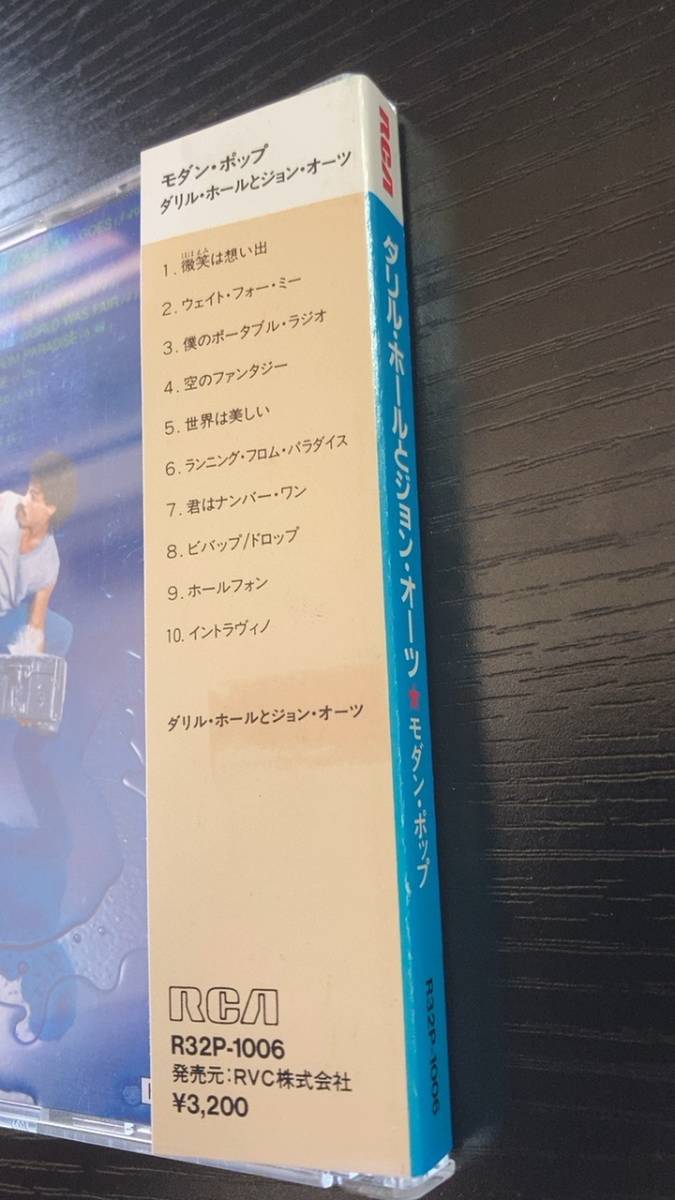 モダン・ポップ
ダリル・ホールとジョン・オーツ
1. 微笑は想い出
2. ウェイト・フォー・ミー
3. 僕のポータブル・ラジオ
4. 空のファンタジー
5. 世界は美しい
6. ランニング・フロム・パラダイス
7. 君はナンバー・ワン
8. ビバップ/ドロップ
9. ホールフォン
10. イントラヴィノ
ダリル・ホールとジョン・オーツ
RCA
R32P-1006
発売元:RVC株式会社
¥3,200
RCA
ダリル・ホールとジョン・オーツ★モダン・ポップ
R32P-1006
GOES
WORLD WAS FAIR
PARADISE